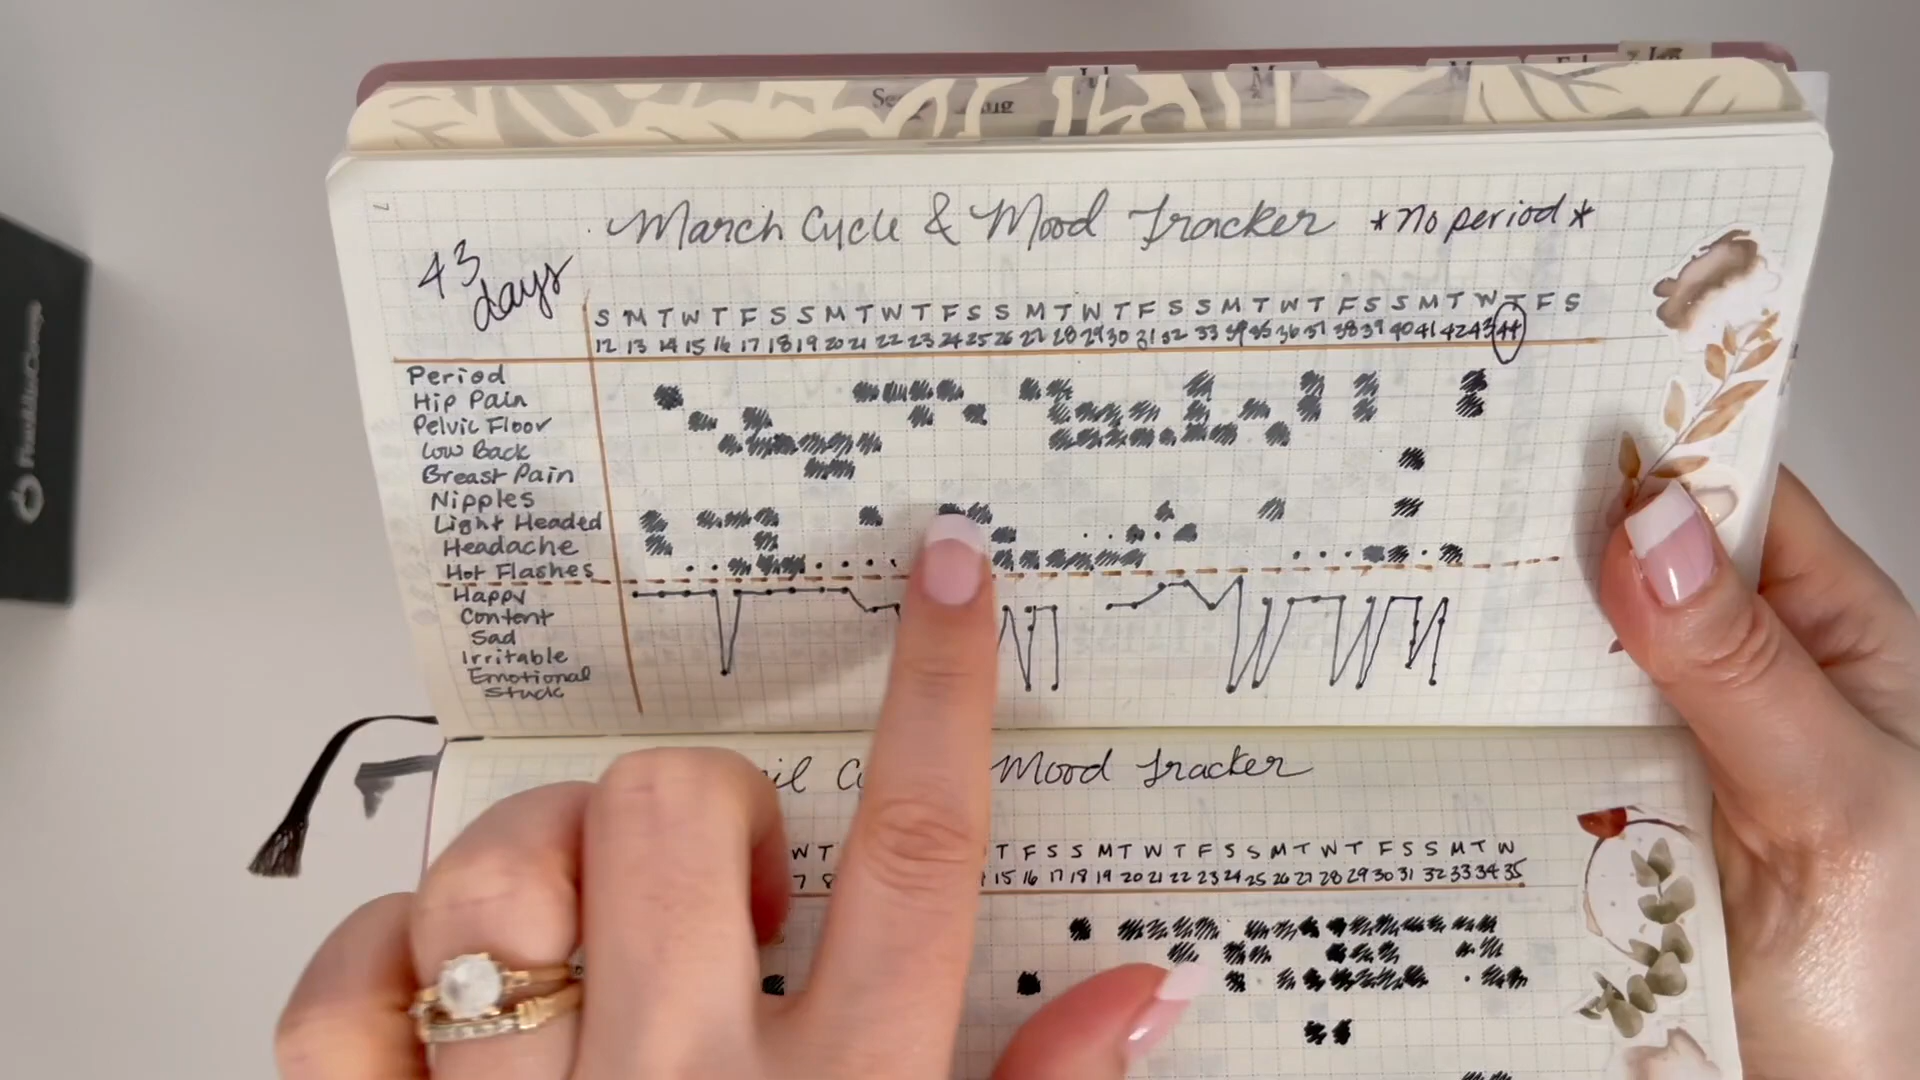 Jul
March Cycle & Mood Tracker *No period*
43
days
S M T W T F S S M T W T F S S M T W T F S S M T W T F S S M T W T F S
12 13 14 15 16 17 18 19 20 21 22 23 24 25 26 27 28 29 30 31 32 33 34 35 36 37 38 39 40 41 42 43 44
Period
Hip Pain
Pelvic Floor
Low Back
Breast Pain
Nipples
Light Headed
Headache
Hot Flashes
Happy
Content
Sad
Irritable
Emotional
Stuck
Mood Tracker
W T T F S S M T W T F S S M T W T F S S M T W
7 8 15 16 17 18 19 20 21 22 23 24 25 26 27 28 29 30 31 32 33 34 35
FranklinCovey